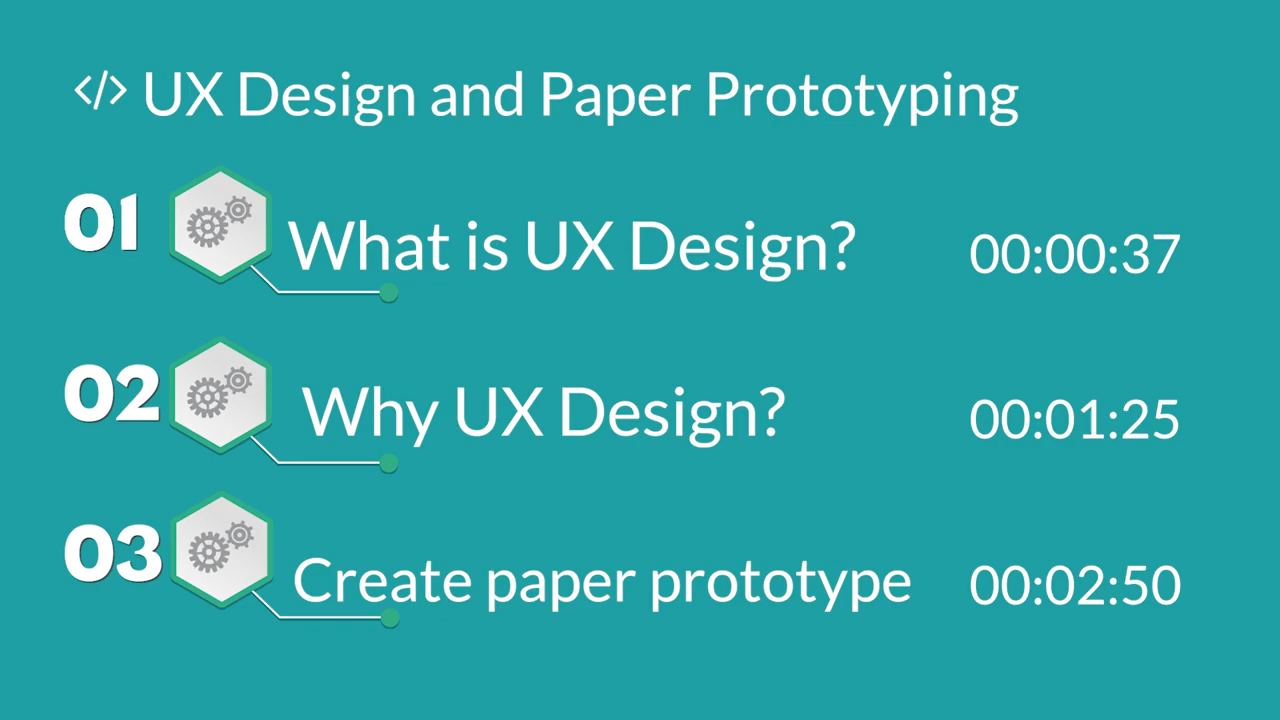 </> UX Design and Paper Prototyping
01 What is UX Design? 00:00:37
02 Why UX Design? 00:01:25
03 Create paper prototype 00:02:50